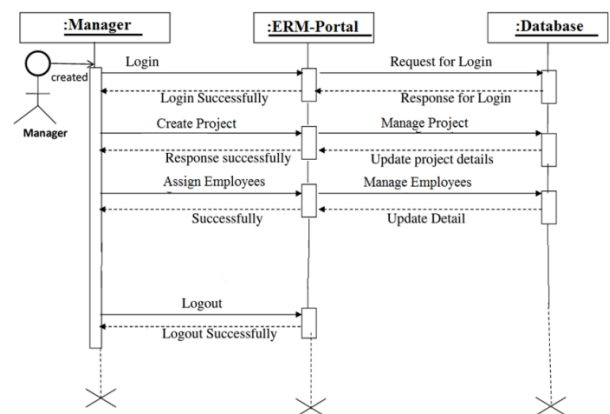 :Manager
:ERM-Portal
:Database
created
Manager
Login
Request for Login
Login Successfully
Response for Login
Create Project
Manage Project
Response successfully
Update project details
Assign Employees
Manage Employees
Successfully
Update Detail
Logout
Logout Successfully